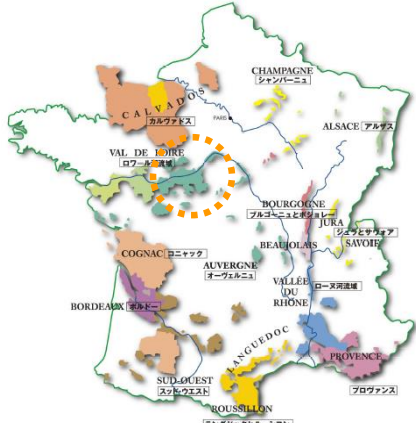 CHAMPAGNE
シャンパーニュ
CALVADOS
カルヴァドス
PARIS
ALSACE アルザス
VAL DE LOIRE
ロワール河流域
BOURGOGNE
ブルゴーニュとボジョレー
JURA
ジュラとサヴォア
SAVOIE
BEAUJOLAIS
COGNAC コニャック
AUVERGNE
オーヴェルニュ
VALLÉE
DU
RHÔNE
ローヌ河流域
BORDEAUX ボルドー
LANGUEDOC
PROVENCE
プロヴァンス
SUD-OUEST
スッド・ウエスト
ROUSSILLON